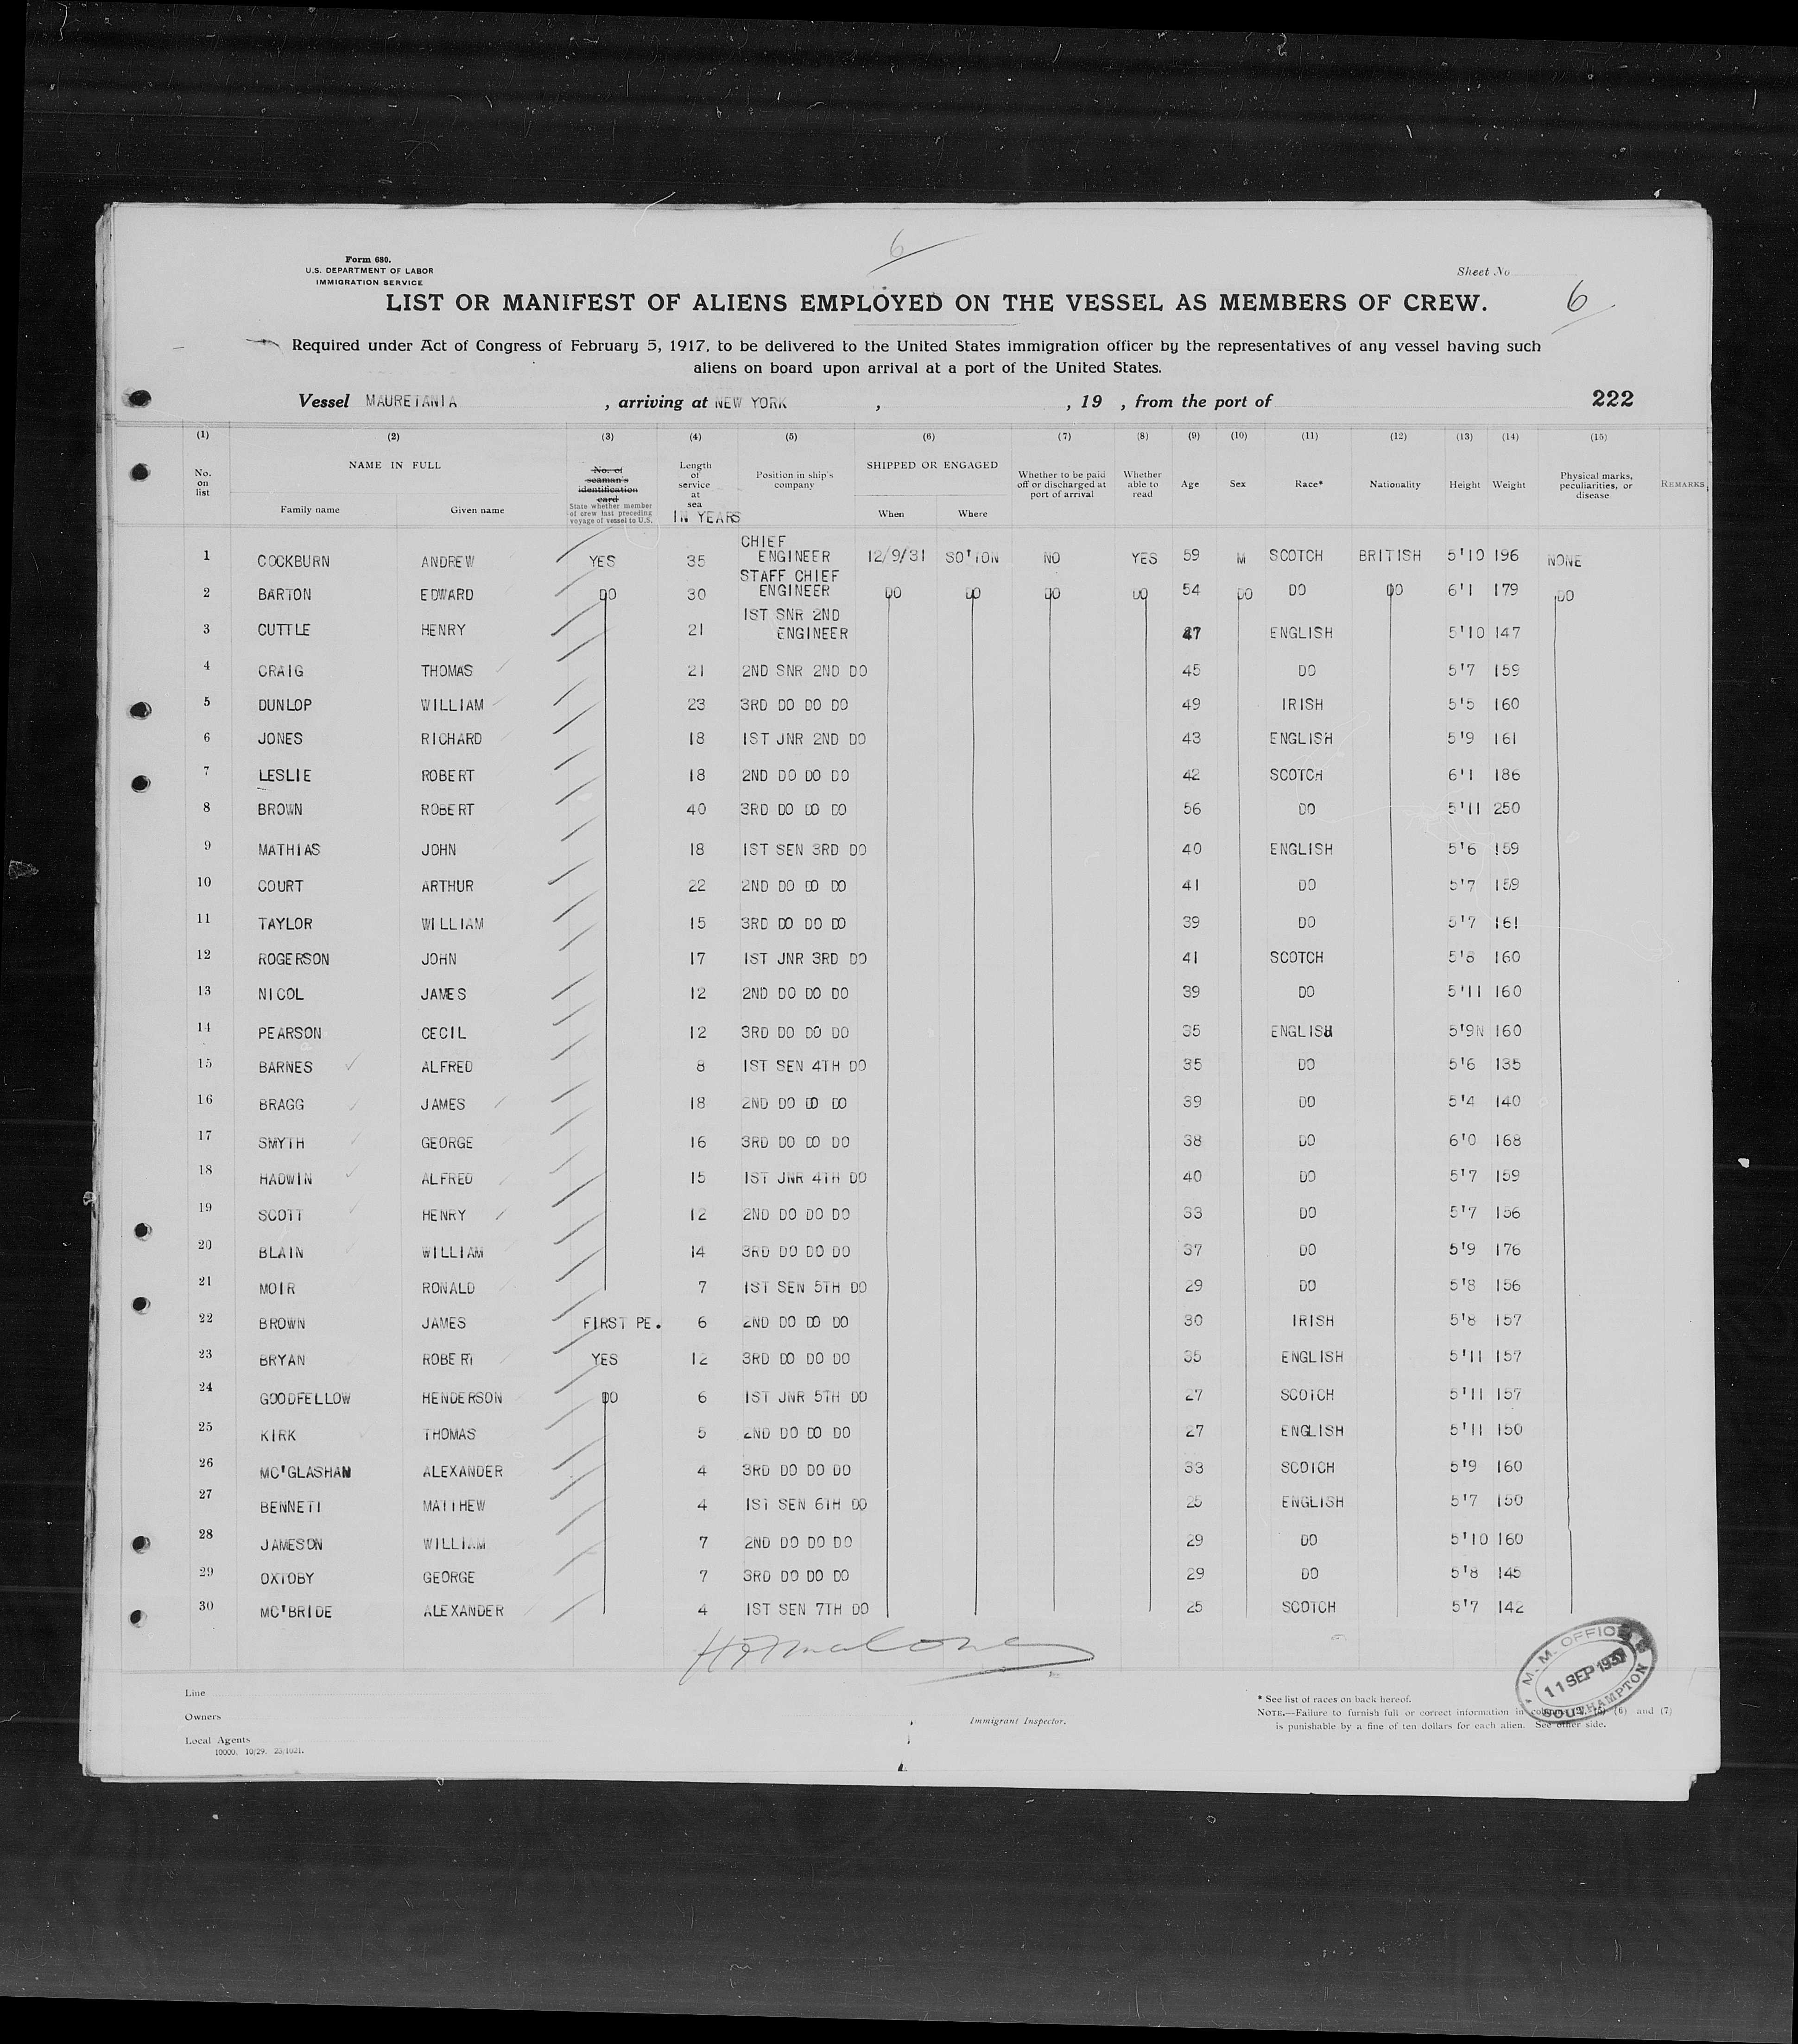 6
Form 680.
U.S. DEPARTMENT OF LABOR
IMMIGRATION SERVICE
Sheet No
LIST OR MANIFEST OF ALIENS EMPLOYED ON THE VESSEL AS MEMBERS OF CREW.
6
Required under Act of Congress of February 5, 1917, to be delivered to the United States immigration officer by the representatives of any vessel having such
aliens on board upon arrival at a port of the United States.
Vessel MAURETANIA , arriving at NEW YORK , , 19 , from the port of 222
(1) (2) (3) (4) (5) (6) (7) (8) (9) (10) (11) (12) (13) (14) (15)
No. on list NAME IN FULL Family name Given name No. of seaman's identification card State whether member of crew last preceding voyage of vessel to U.S. Length of service at sea IN YEARS Position in ship's company SHIPPED OR ENGAGED When Where Whether to be paid off or discharged at port of arrival Whether able to read Age Sex Race* Nationality Height Weight Physical marks, peculiarities, or disease REMARKS
1 COCKBURN ANDREW YES 35 CHIEF ENGINEER 12/9/31 SO'TON NO YES 59 M SCOTCH BRITISH 5'10 196 NONE
2 BARTON EDWARD DO 30 STAFF CHIEF ENGINEER DO DO DO DO 54 DO DO DO 6'1 179 DO
3 CUTTLE HENRY 21 1ST SNR 2ND ENGINEER 47 ENGLISH 5'10 147
4 CRAIG THOMAS 21 2ND SNR 2ND DO 45 DO 5'7 159
5 DUNLOP WILLIAM 23 3RD DO DO DO 49 IRISH 5'5 160
6 JONES RICHARD 18 1ST JNR 2ND DO 43 ENGLISH 5'9 161
7 LESLIE ROBERT 18 2ND DO DO DO 42 SCOTCH 6'1 186
8 BROWN ROBERT 40 3RD DO DO DO 56 DO 5'11 250
9 MATHIAS JOHN 18 1ST SEN 3RD DO 40 ENGLISH 5'6 159
10 COURT ARTHUR 22 2ND DO DO DO 41 DO 5'7 159
11 TAYLOR WILLIAM 15 3RD DO DO DO 39 DO 5'7 161
12 ROGERSON JOHN 17 1ST JNR 3RD DO 41 SCOTCH 5'8 160
13 NICOL JAMES 12 2ND DO DO DO 39 DO 5'11 160
14 PEARSON CECIL 12 3RD DO DO DO 35 ENGLISH 5'9N 160
15 BARNES ALFRED 8 1ST SEN 4TH DO 35 DO 5'6 135
16 BRAGG JAMES 18 2ND DO DO DO 39 DO 5'4 140
17 SMYTH GEORGE 16 3RD DO DO DO 38 DO 6'0 168
18 HADWIN ALFRED 15 1ST JNR 4TH DO 40 DO 5'7 159
19 SCOTT HENRY 12 2ND DO DO DO 33 DO 5'7 156
20 BLAIN WILLIAM 14 3RD DO DO DO 37 DO 5'9 176
21 MOIR RONALD 7 1ST SEN 5TH DO 29 DO 5'8 156
22 BROWN JAMES FIRST PE. 6 2ND DO DO DO 30 IRISH 5'8 157
23 BRYAN ROBERT YES 12 3RD DO DO DO 35 ENGLISH 5'11 157
24 GOODFELLOW HENDERSON DO 6 1ST JNR 5TH DO 27 SCOTCH 5'11 157
25 KIRK THOMAS 5 2ND DO DO DO 27 ENGLISH 5'11 150
26 MC'GLASHAN ALEXANDER 4 3RD DO DO DO 33 SCOTCH 5'9 160
27 BENNETT MATTHEW 4 1ST SEN 6TH DO 25 ENGLISH 5'7 150
28 JAMESON WILLIAM 7 2ND DO DO DO 29 DO 5'10 160
29 OXTOBY GEORGE 7 3RD DO DO DO 29 DO 5'8 145
30 MC'BRIDE ALEXANDER 4 1ST SEN 7TH DO 25 SCOTCH 5'7 142
M. M. OFFICE
11 SEP 1931
SOUTHAMPTON
Line
Owners
Local Agents
10000. 10/29.
Immigrant Inspector.
* See list of races on back hereof.
NOTE.—Failure to furnish full or correct information in (6) and (7)
is punishable by a fine of ten dollars for each alien. See other side.